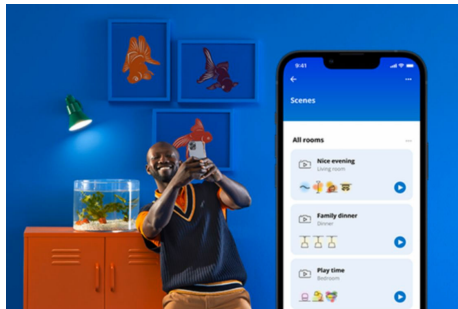 9:41
Scenes
All rooms
Nice evening
Living room
Family dinner
Dinner
Play time
Bedroom